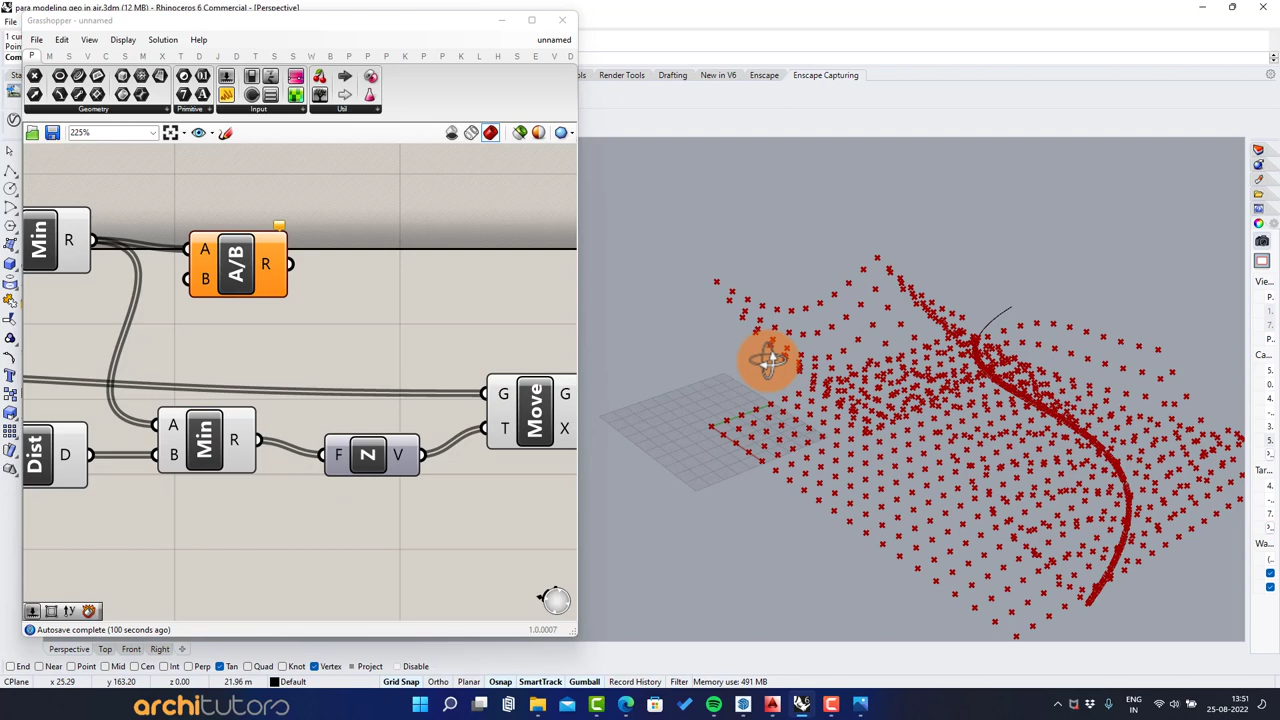 para modeling geo in air.3dm (12 MB) - Rhinoceros 6 Commercial - [Perspective]
Grasshopper - unnamed
File Edit View Display Solution Help
unnamed
P M S V C S M X T D D S S W K P P P K C L H S E V D
Geometry Primitive Input Util
225%
Start
ols Render Tools Drafting New in V6 Enscape Enscape Capturing
Min R
A A/B R
B
G Move G
T X
A Min R
B
F Z V
Dist D
Autosave complete (100 seconds ago)
1.0.0007
Vie...
Tar...
Wa...
Perspective Top Front Right
End Near Point Mid Cen Int Perp Tan Quad Knot Vertex Project Disable
CPlane x 25.29 y 163.20 z 0.00 21.96 m Default Grid Snap Ortho Planar Osnap SmartTrack Gumball Record History Filter Memory use: 491 MB
architutors
ENG
IN
13:51
25-08-2022